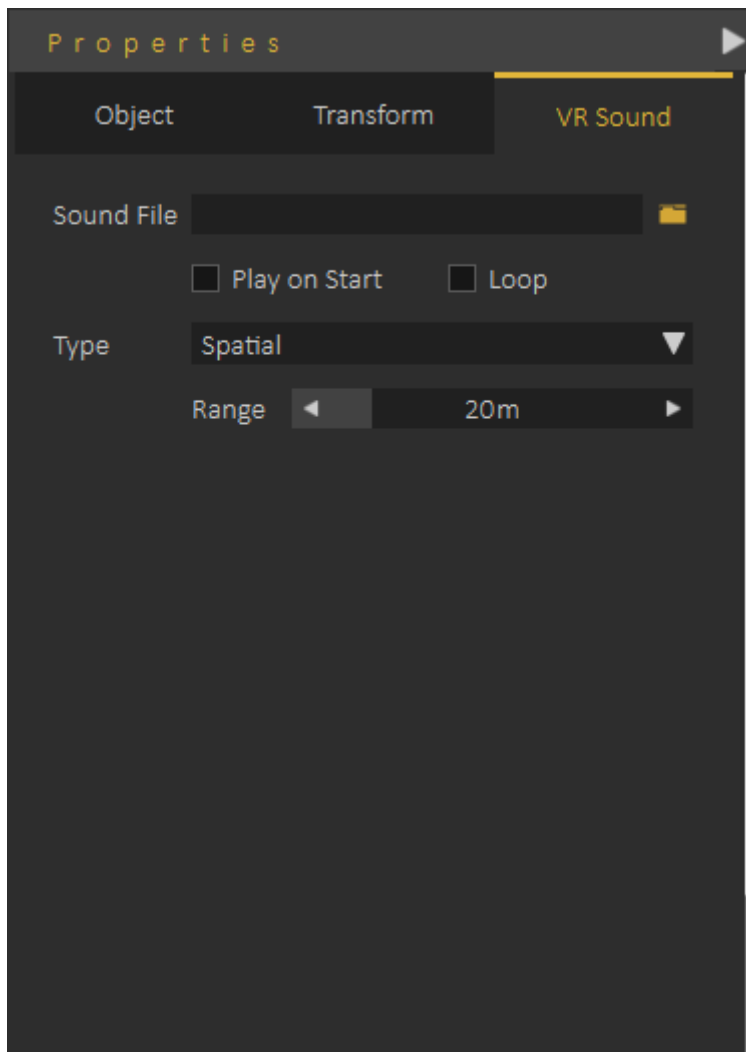 Properties
Object Transform VR Sound
Sound File
Play on Start Loop
Type Spatial
Range 20m